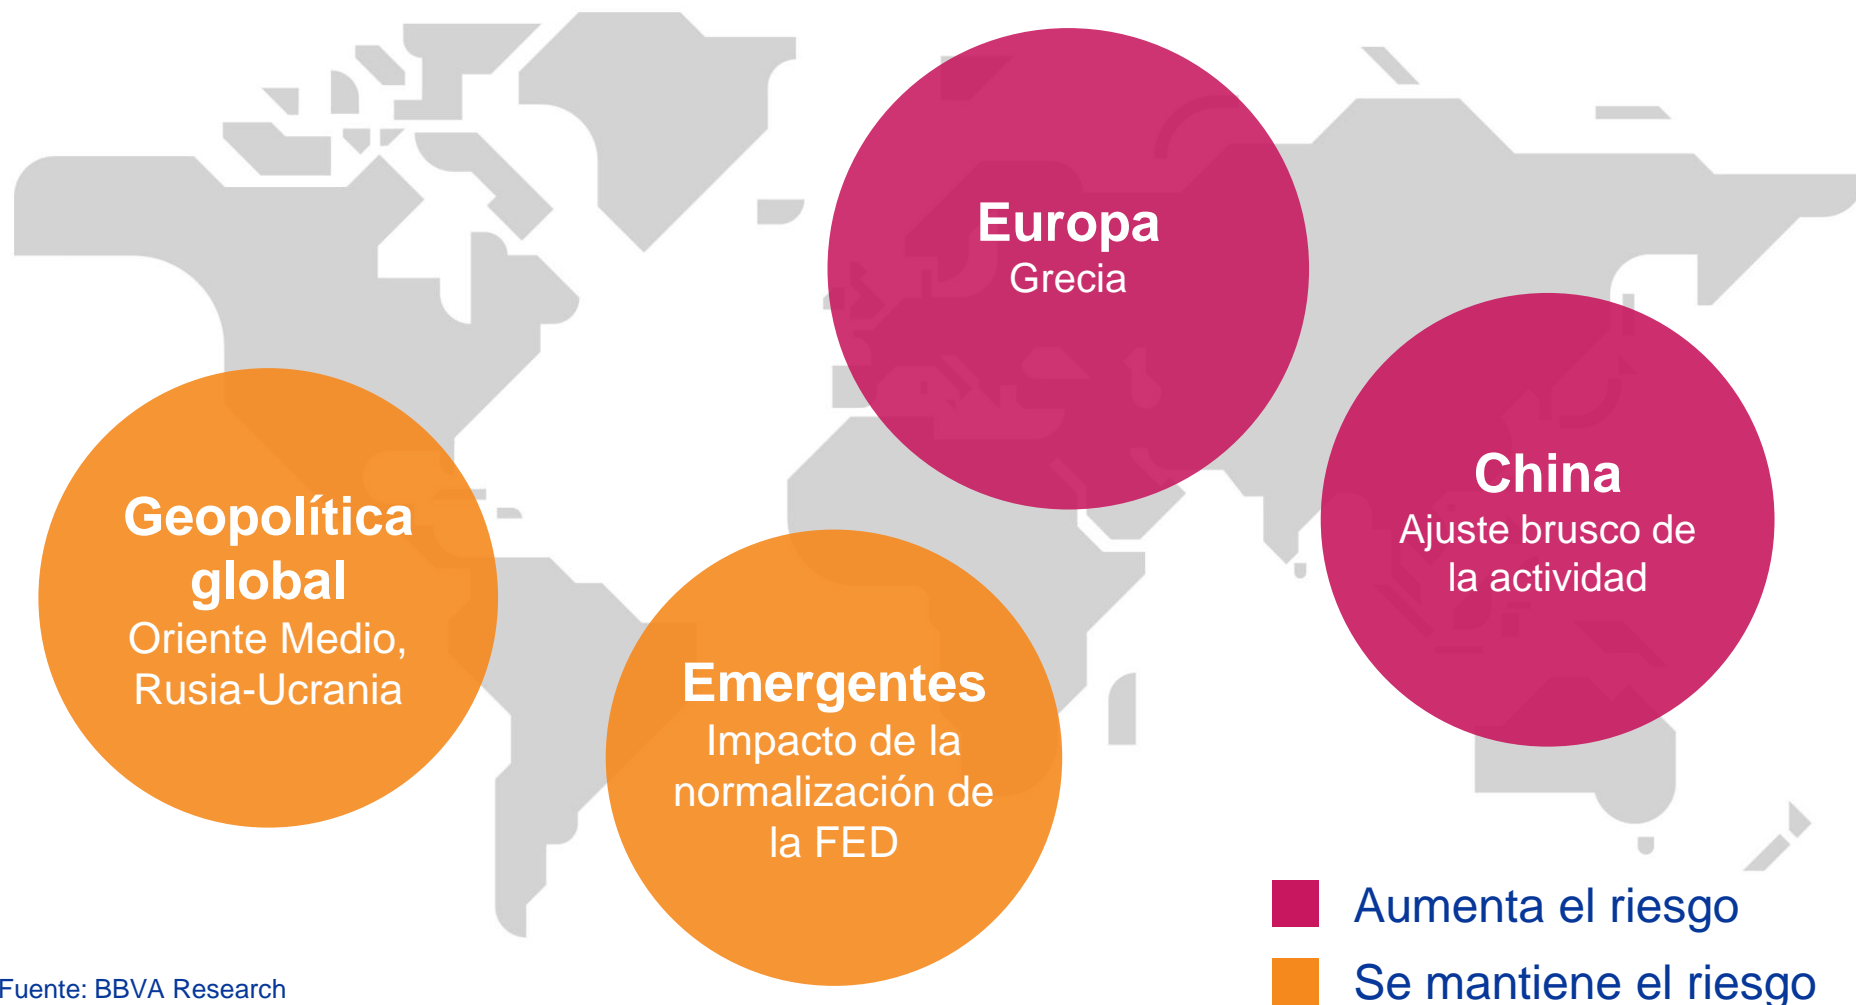 Europa
Grecia
China
Ajuste brusco de
la actividad
Geopolítica
global
Oriente Medio,
Rusia-Ucrania
Emergentes
Impacto de la
normalización de
la FED
Aumenta el riesgo
Se mantiene el riesgo
Fuente: BBVA Research